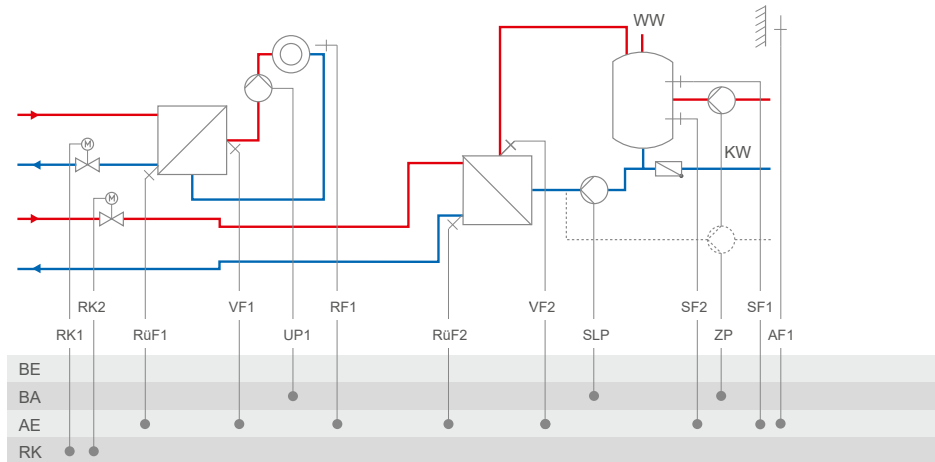 WW
M
KW
M
RK2 VF1 RF1 VF2 SF2 SF1
RK1 RüF1 UP1 RüF2 SLP ZP AF1
BE
BA
AE
RK